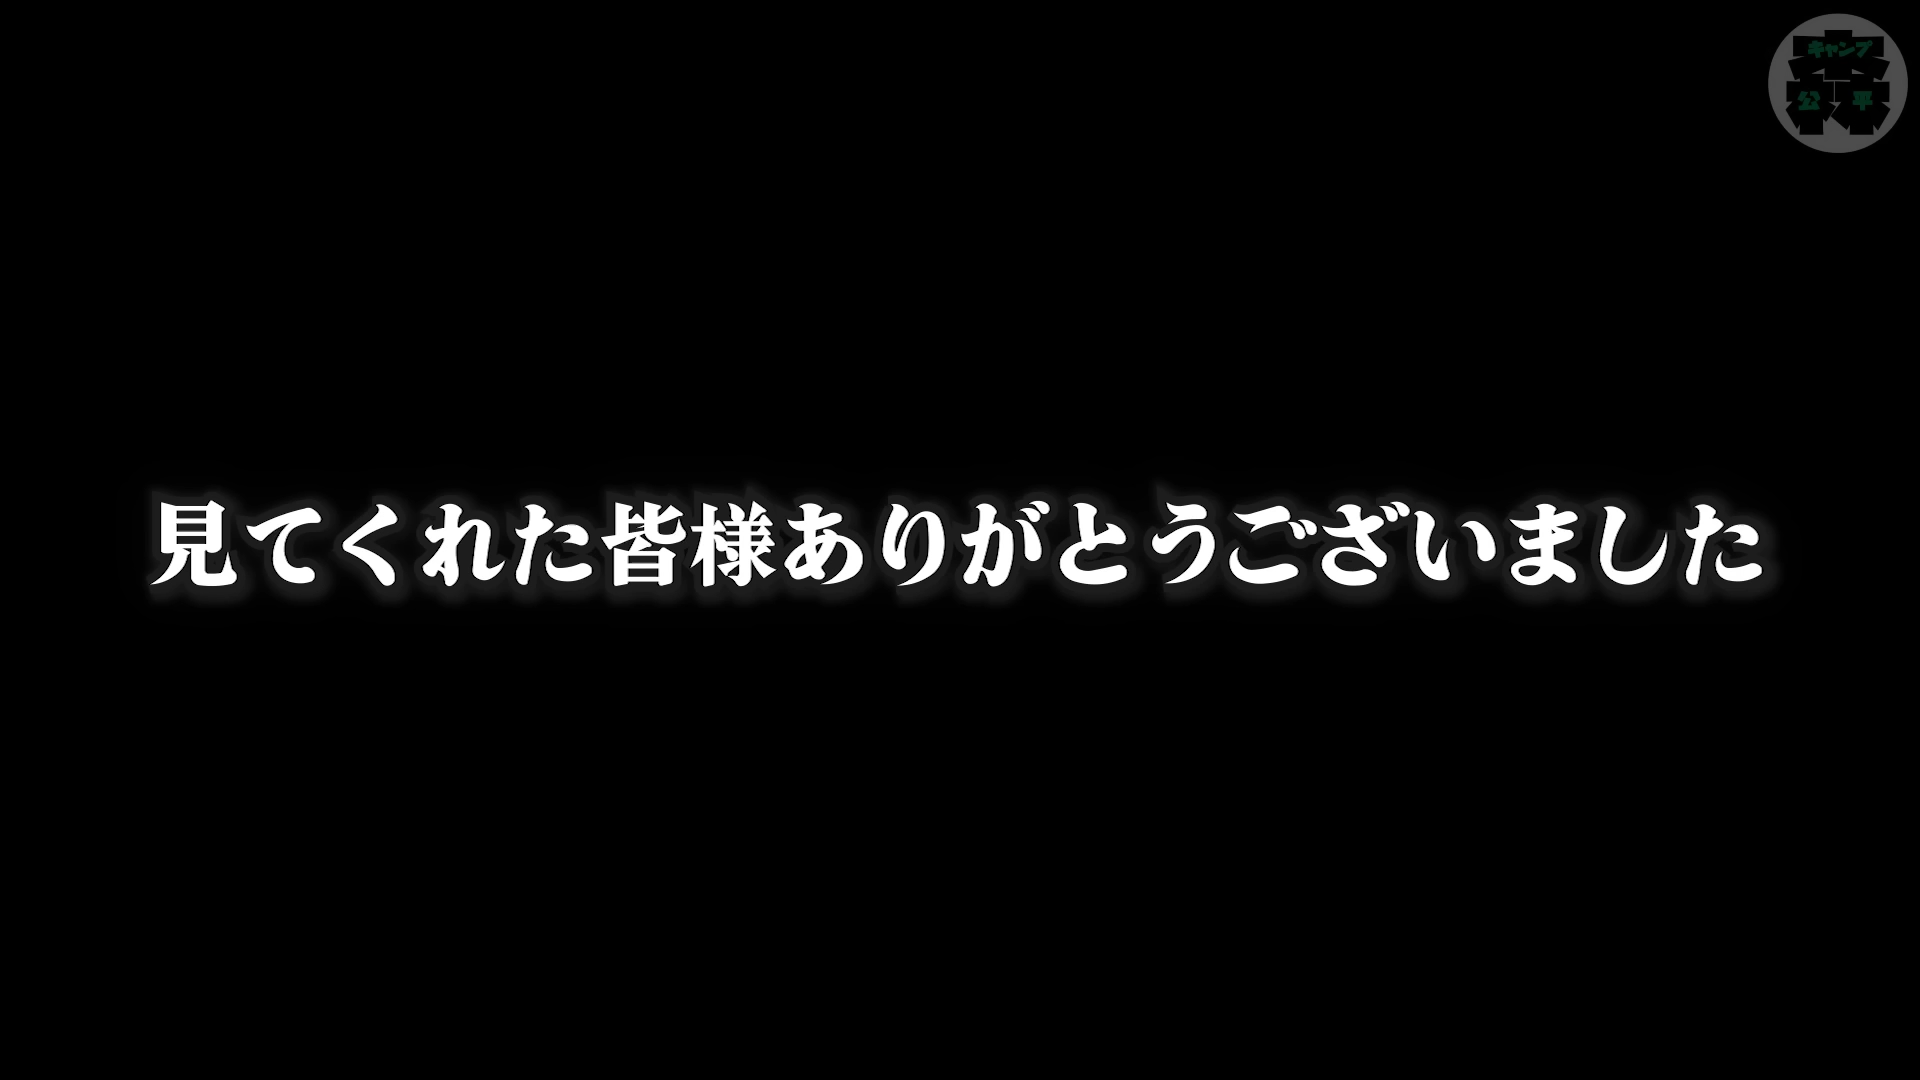 キャンプ
公平
見てくれた皆様ありがとうございました